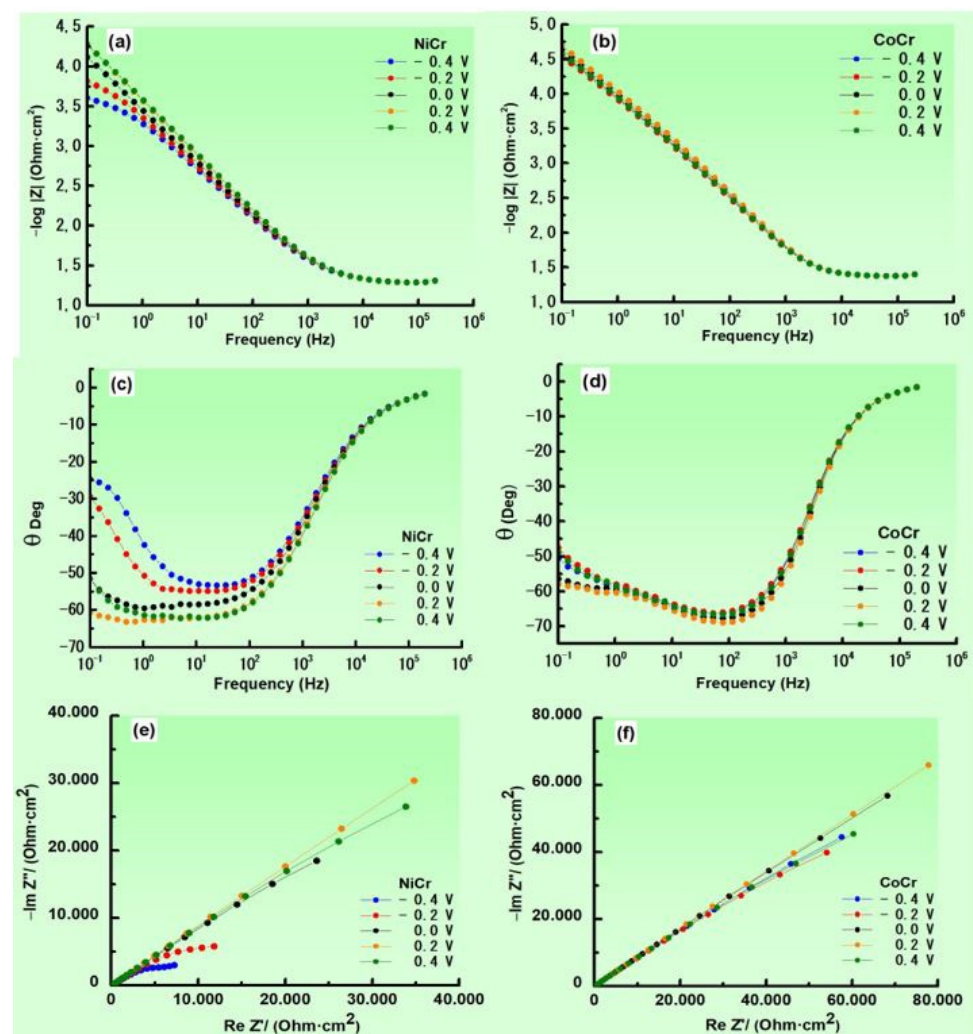 (a)
NiCr
− 0.4 V
− 0.2 V
0.0 V
0.2 V
0.4 V
−log |Z| (Ohm·cm²)
4.5
4.0
3.5
3.0
2.5
2.0
1.5
1.0
10⁻¹ 10⁰ 10¹ 10² 10³ 10⁴ 10⁵ 10⁶
Frequency (Hz)
(b)
CoCr
− 0.4 V
− 0.2 V
0.0 V
0.2 V
0.4 V
−log |Z| (Ohm·cm²)
5.0
4.5
4.0
3.5
3.0
2.5
2.0
1.5
1.0
10⁻¹ 10⁰ 10¹ 10² 10³ 10⁴ 10⁵ 10⁶
Frequency (Hz)
(c)
NiCr
− 0.4 V
− 0.2 V
0.0 V
0.2 V
0.4 V
θ Deg
0
−10
−20
−30
−40
−50
−60
−70
10⁻¹ 10⁰ 10¹ 10² 10³ 10⁴ 10⁵ 10⁶
Frequency (Hz)
(d)
CoCr
− 0.4 V
− 0.2 V
0.0 V
0.2 V
0.4 V
θ (Deg)
0
−10
−20
−30
−40
−50
−60
−70
10⁻¹ 10⁰ 10¹ 10² 10³ 10⁴ 10⁵ 10⁶
Frequency (Hz)
(e)
NiCr
− 0.4 V
− 0.2 V
0.0 V
0.2 V
0.4 V
−Im Z"/ (Ohm·cm²)
40.000
30.000
20.000
10.000
0
0 10.000 20.000 30.000 40.000
Re Z'/ (Ohm·cm²)
(f)
CoCr
− 0.4 V
− 0.2 V
0.0 V
0.2 V
0.4 V
−Im Z"/ (Ohm·cm²)
80.000
60.000
40.000
20.000
0
0 20.000 40.000 60.000 80.000
Re Z'/ (Ohm·cm²)